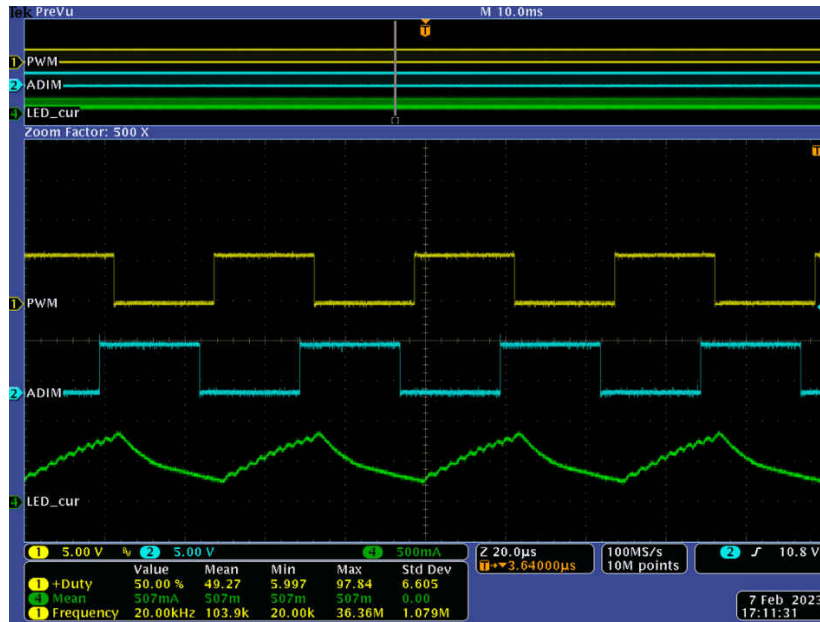 Tek PreVu M 10.0ms
T
1 PWM
2 ADIM
4 LED_cur
Zoom Factor: 500 X
T
1 PWM
2 ADIM
4 LED_cur
1 5.00 V 2 5.00 V 4 500mA Z 20.0µs 100MS/s 2 10.8 V
T→▾3.64000µs 10M points
Value Mean Min Max Std Dev
1 +Duty 50.00 % 49.27 5.997 97.84 6.605
4 Mean 507mA 507m 507m 507m 0.00
1 Frequency 20.00kHz 103.9k 20.00k 36.36M 1.079M
7 Feb 2023
17:11:31